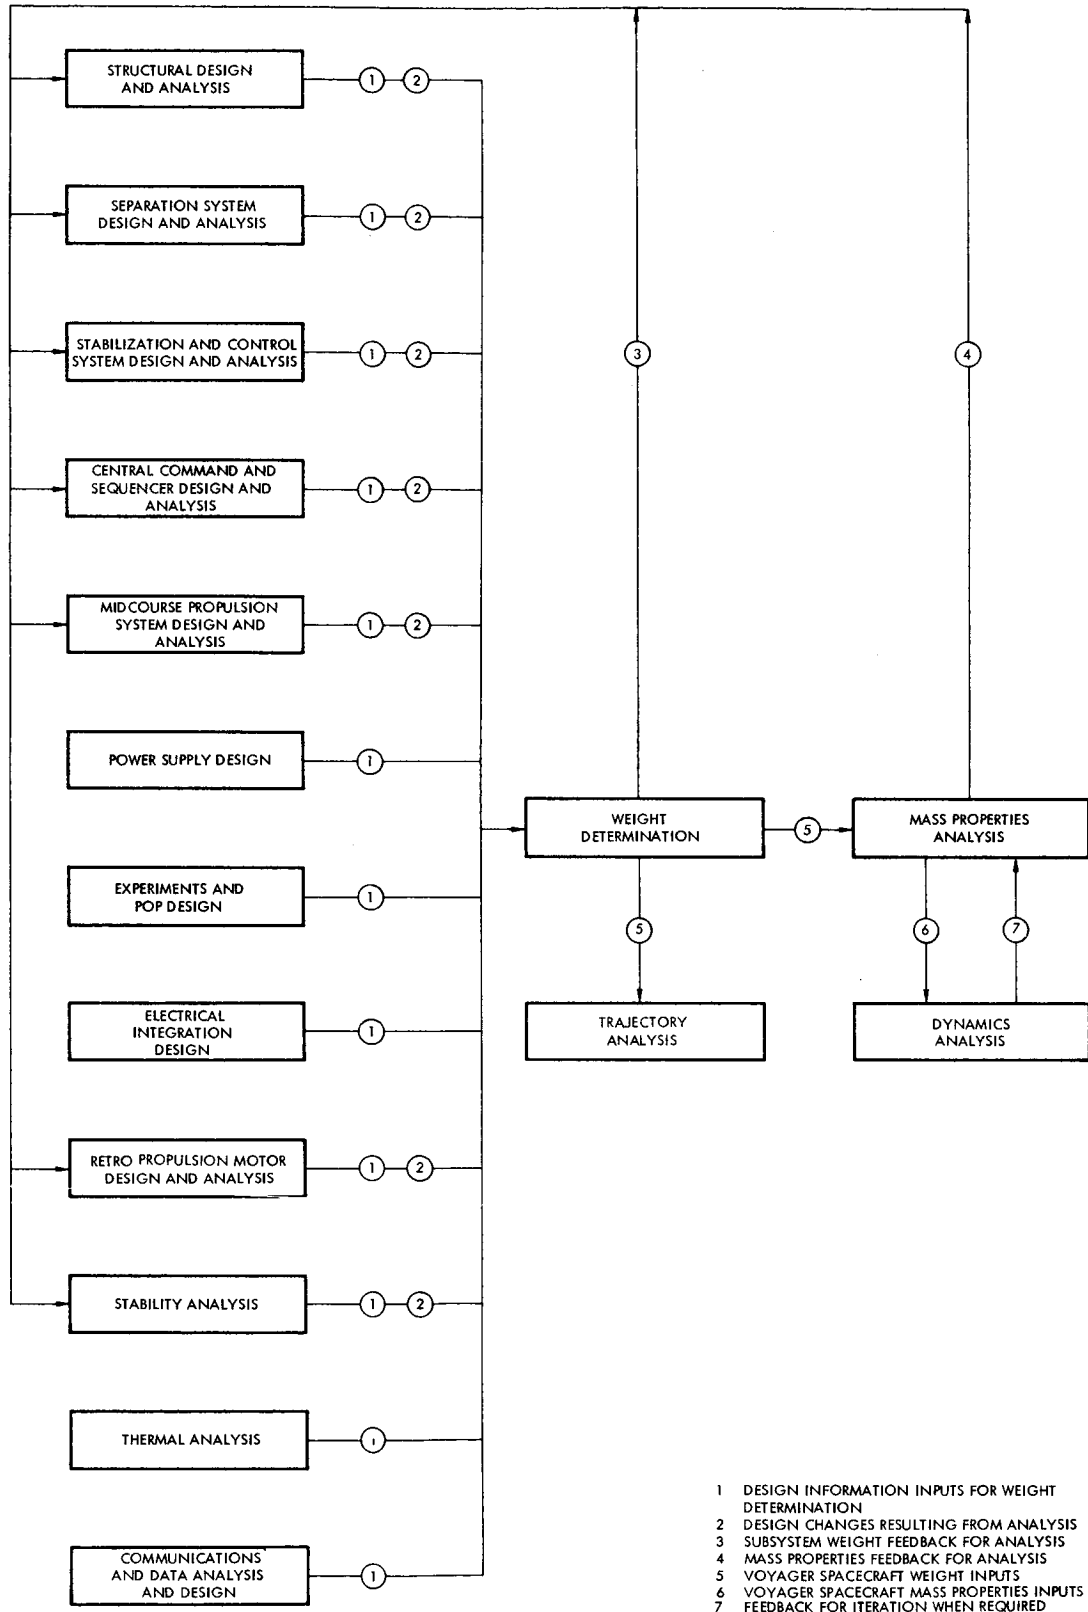 STRUCTURAL DESIGN
AND ANALYSIS
1 2
SEPARATION SYSTEM
DESIGN AND ANALYSIS
1 2
STABILIZATION AND CONTROL
SYSTEM DESIGN AND ANALYSIS
1 2
3
4
CENTRAL COMMAND AND
SEQUENCER DESIGN AND
ANALYSIS
1 2
MIDCOURSE PROPULSION
SYSTEM DESIGN AND
ANALYSIS
1 2
POWER SUPPLY DESIGN
1
WEIGHT
DETERMINATION
5
MASS PROPERTIES
ANALYSIS
EXPERIMENTS AND
POP DESIGN
1
5
6
7
ELECTRICAL
INTEGRATION
DESIGN
1
TRAJECTORY
ANALYSIS
DYNAMICS
ANALYSIS
RETRO PROPULSION MOTOR
DESIGN AND ANALYSIS
1 2
STABILITY ANALYSIS
1 2
THERMAL ANALYSIS
1
COMMUNICATIONS
AND DATA ANALYSIS
AND DESIGN
1
1 DESIGN INFORMATION INPUTS FOR WEIGHT
DETERMINATION
2 DESIGN CHANGES RESULTING FROM ANALYSIS
3 SUBSYSTEM WEIGHT FEEDBACK FOR ANALYSIS
4 MASS PROPERTIES FEEDBACK FOR ANALYSIS
5 VOYAGER SPACECRAFT WEIGHT INPUTS
6 VOYAGER SPACECRAFT MASS PROPERTIES INPUTS
7 FEEDBACK FOR ITERATION WHEN REQUIRED